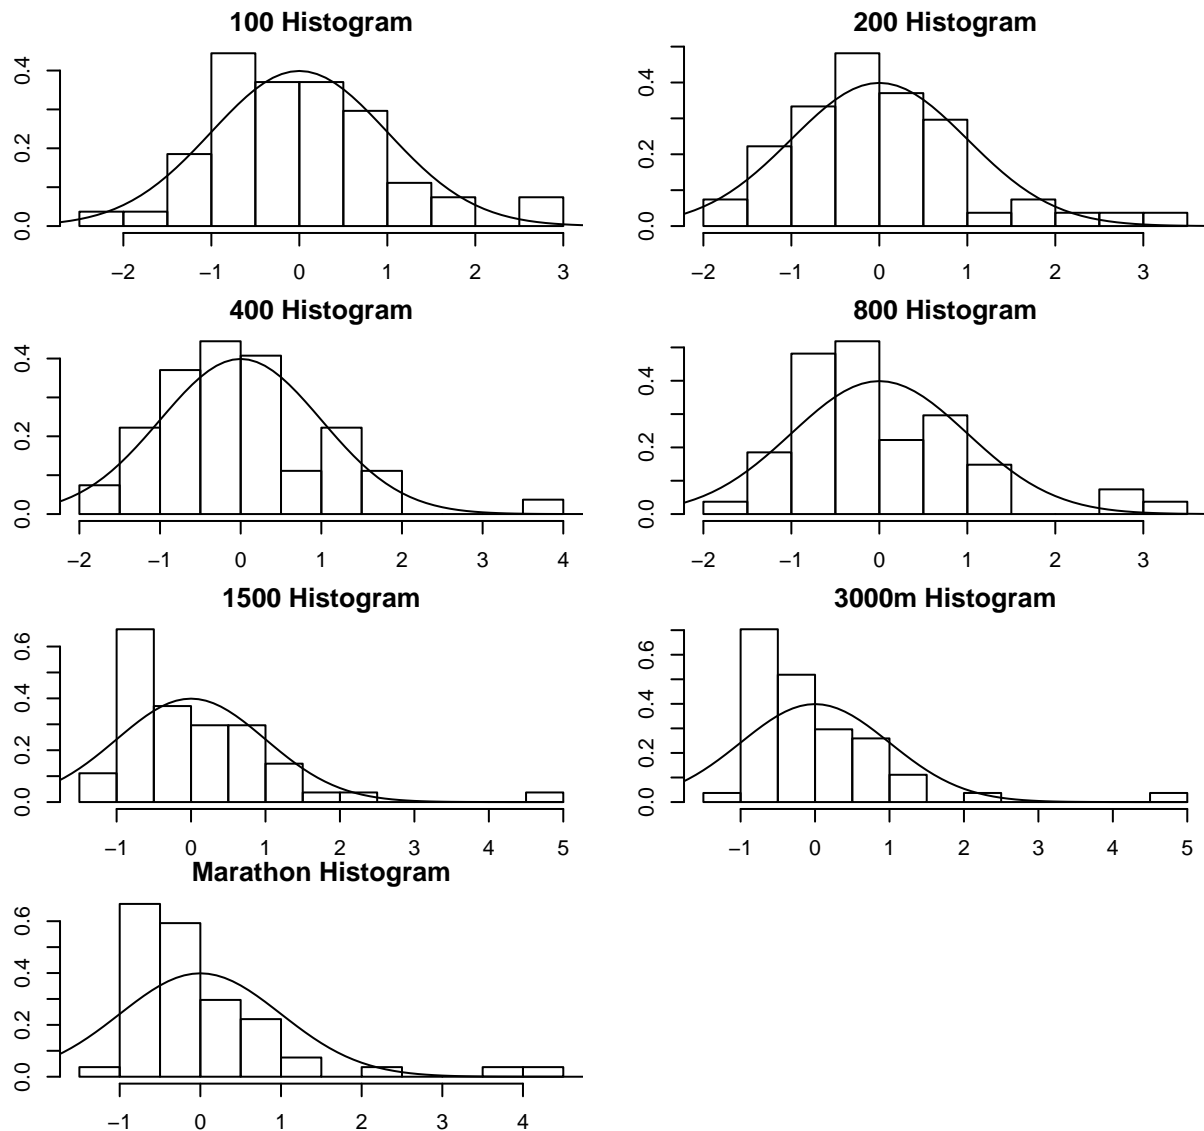 100 Histogram
0.0 0.2 0.4
−2 −1 0 1 2 3
200 Histogram
0.0 0.2 0.4
−2 −1 0 1 2 3
400 Histogram
0.0 0.2 0.4
−2 −1 0 1 2 3 4
800 Histogram
0.0 0.2 0.4
−2 −1 0 1 2 3
1500 Histogram
0.0 0.2 0.4 0.6
−1 0 1 2 3 4 5
3000m Histogram
0.0 0.2 0.4 0.6
−1 0 1 2 3 4 5
Marathon Histogram
0.0 0.2 0.4 0.6
−1 0 1 2 3 4